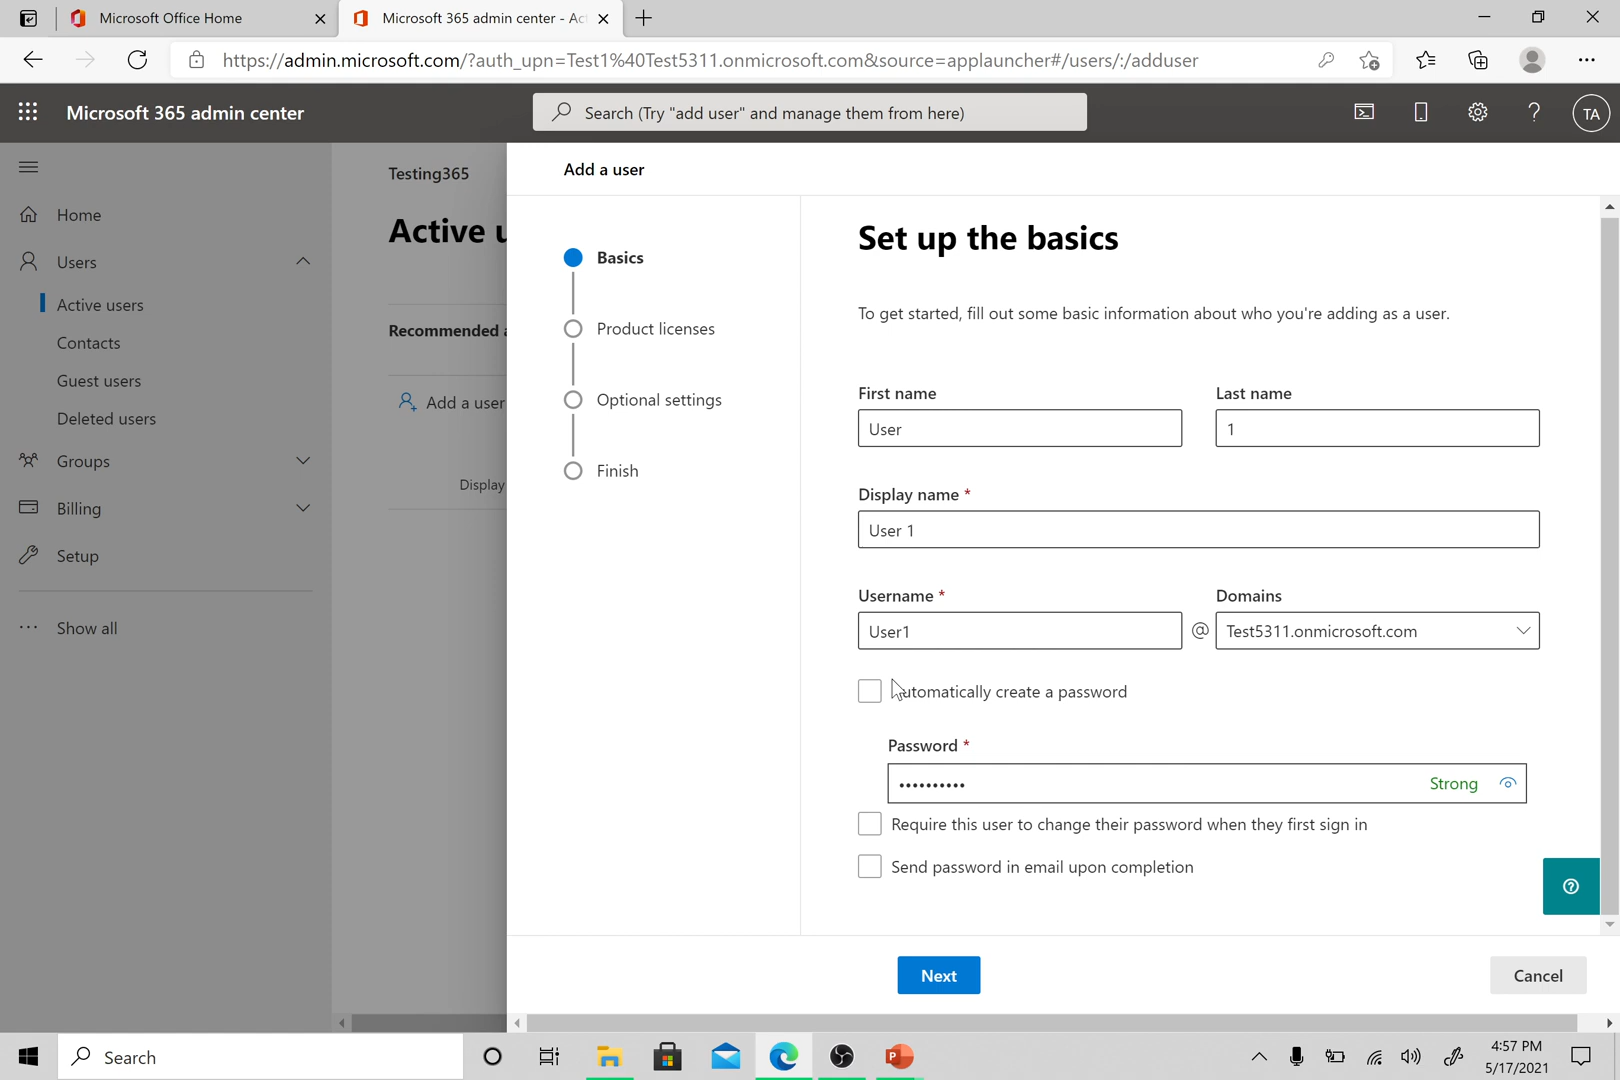 Microsoft Office Home
Microsoft 365 admin center - Ac
https://admin.microsoft.com/?auth_upn=Test1%40Test5311.onmicrosoft.com&source=applauncher#/users/:/adduser
Microsoft 365 admin center
Search (Try "add user" and manage them from here)
TA
Home
Users
Active users
Contacts
Guest users
Deleted users
Groups
Billing
Setup
Show all
Testing365
Active u
Recommended a
Add a user
Display
Add a user
Basics
Product licenses
Optional settings
Finish
Set up the basics
To get started, fill out some basic information about who you're adding as a user.
First name
Last name
User
1
Display name *
User 1
Username *
Domains
User1
@
Test5311.onmicrosoft.com
Automatically create a password
Password *
••••••••••
Strong
Require this user to change their password when they first sign in
Send password in email upon completion
Next
Cancel
Search
4:57 PM
5/17/2021